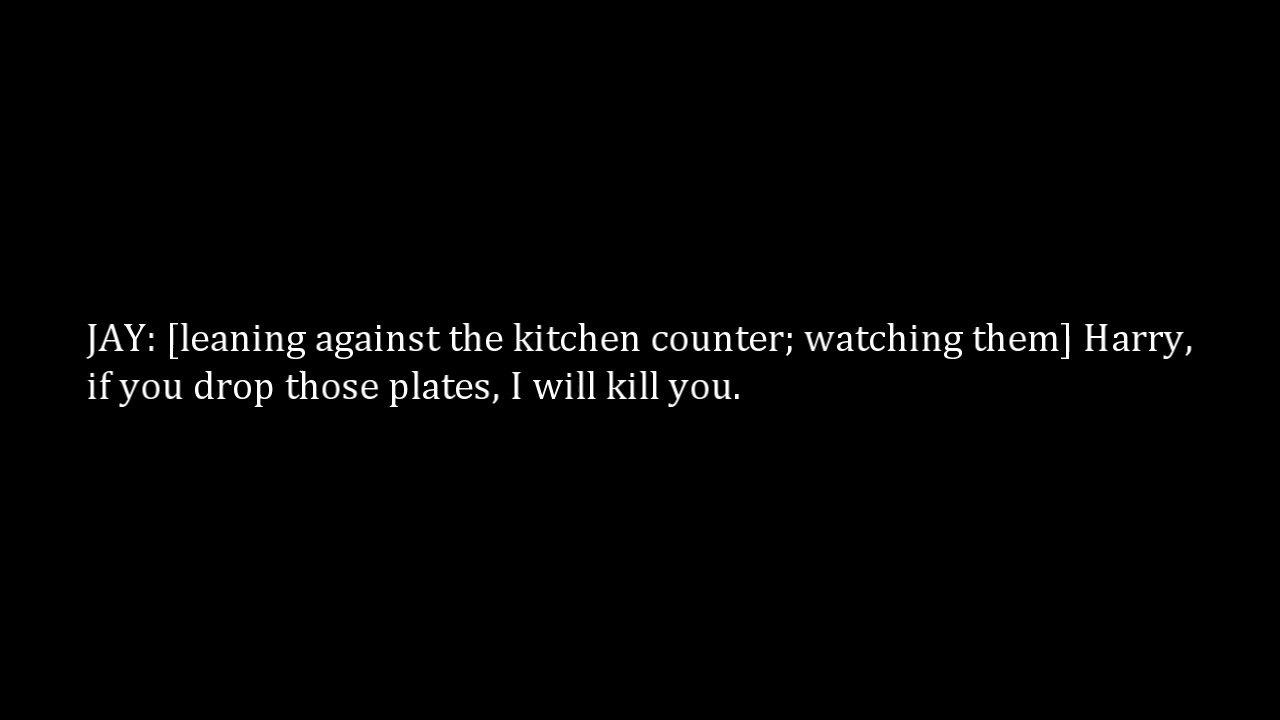 JAY: [leaning against the kitchen counter; watching them] Harry,
if you drop those plates, I will kill you.